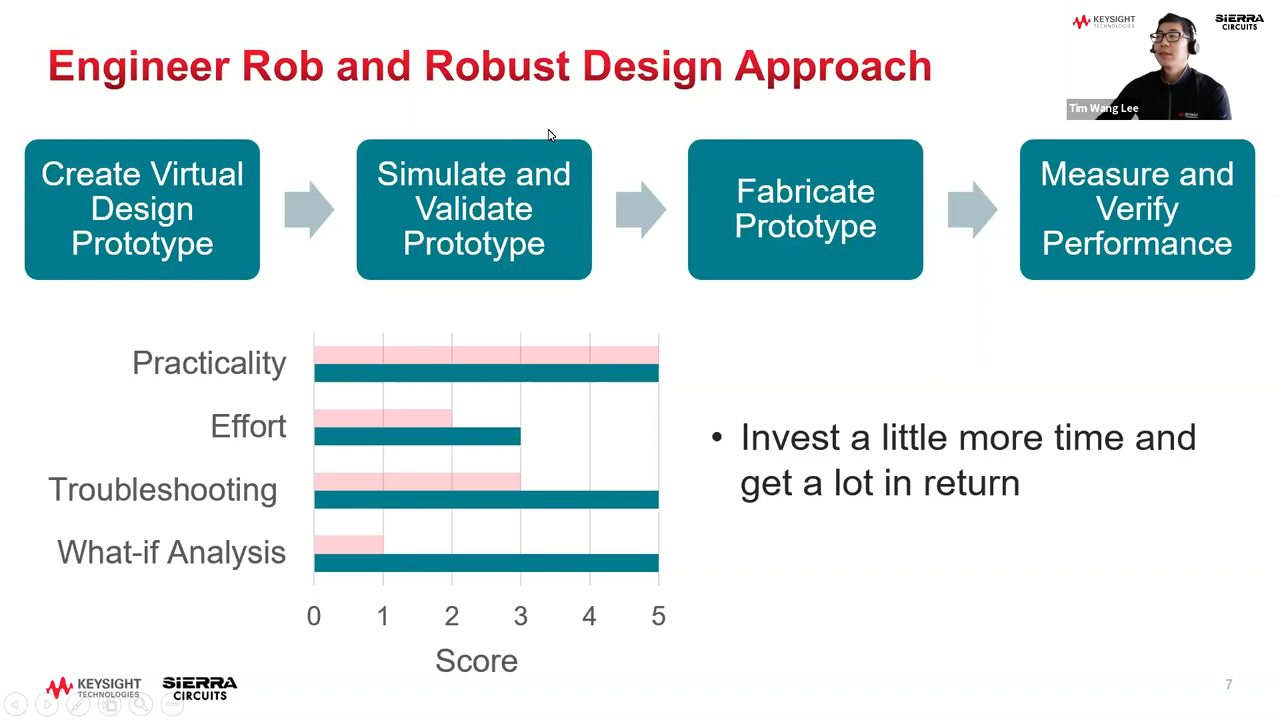 KEYSIGHT
TECHNOLOGIES
SIERRA
CIRCUITS
Engineer Rob and Robust Design Approach
Tim Wang Lee
Create Virtual
Design
Prototype
Simulate and
Validate
Prototype
Fabricate
Prototype
Measure and
Verify
Performance
Practicality
Effort
Troubleshooting
What-if Analysis
0 1 2 3 4 5
Score
• Invest a little more time and
get a lot in return
KEYSIGHT
TECHNOLOGIES
SIERRA
CIRCUITS
7